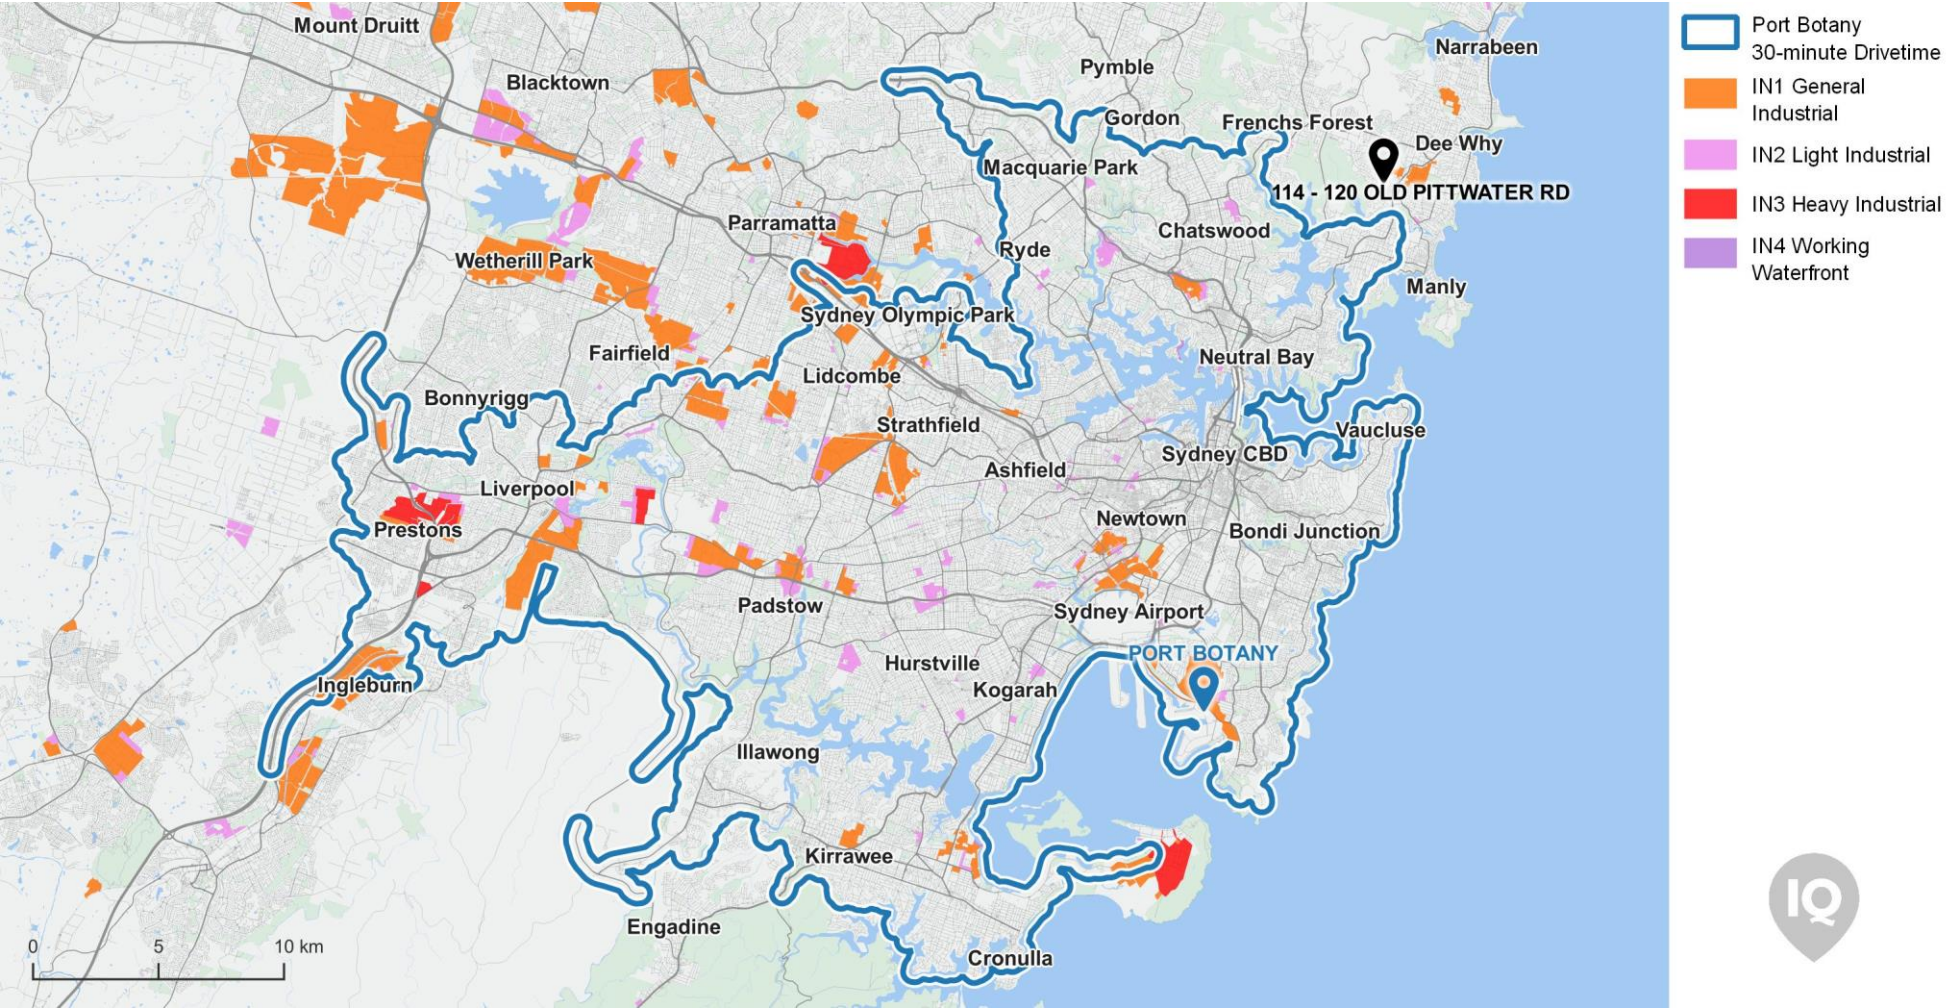 Mount Druitt
Blacktown
Pymble
Narrabeen
Gordon
Frenchs Forest
Dee Why
Macquarie Park
114 - 120 OLD PITTWATER RD
Parramatta
Ryde
Chatswood
Wetherill Park
Manly
Sydney Olympic Park
Fairfield
Neutral Bay
Lidcombe
Bonnyrigg
Strathfield
Vaucluse
Sydney CBD
Ashfield
Liverpool
Prestons
Newtown
Bondi Junction
Padstow
Sydney Airport
PORT BOTANY
Hurstville
Ingleburn
Kogarah
Illawong
Kirrawee
Engadine
Cronulla
0 5 10 km
Port Botany
30-minute Drivetime
IN1 General
Industrial
IN2 Light Industrial
IN3 Heavy Industrial
IN4 Working
Waterfront
IQ